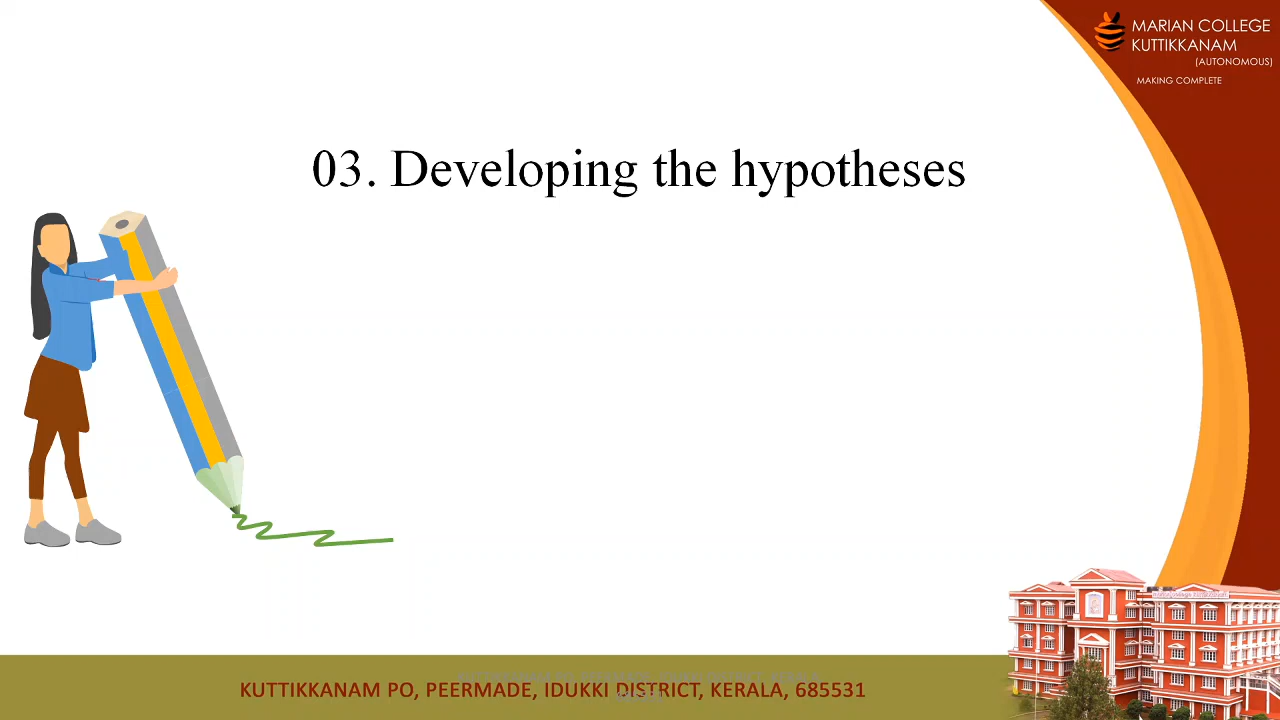 MARIAN COLLEGE
KUTTIKKANAM
(AUTONOMOUS)
MAKING COMPLETE
03. Developing the hypotheses
KUTTIKKANAM PO, PEERMADE, IDUKKI DISTRICT, KERALA, 685531